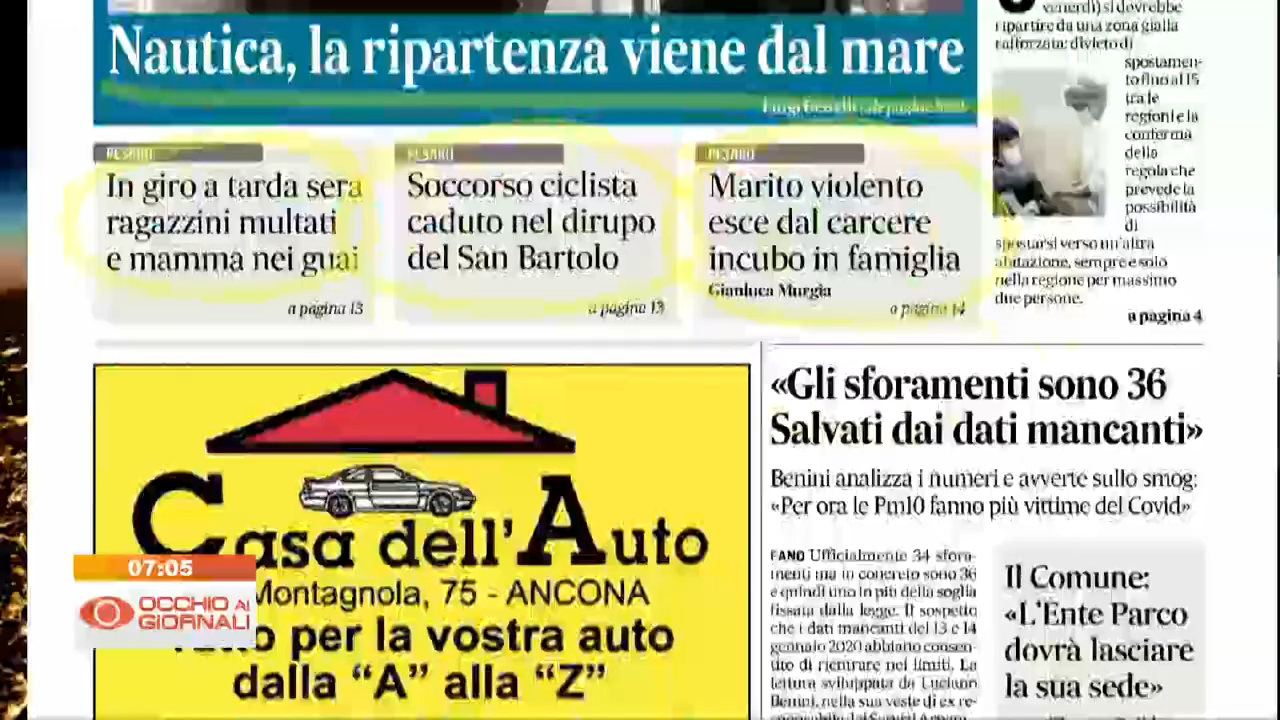 Nautica, la ripartenza viene dal mare
PESARO
In giro a tarda sera
ragazzini multati
e mamma nei guai
a pagina 13
PESARO
Soccorso ciclista
caduto nel dirupo
del San Bartolo
a pagina 13
PESARO
Marito violento
esce dal carcere
incubo in famiglia
Gianluca Murgia
a pagina 14
venerdì) si dovrebbe
ripartire da una zona gialla
rafforzata: divieto di
spostamen-
to fino al 15
tra le
regioni e la
conferma
della
regola che
prevede la
possibilità
di
spostarsi verso un'altra
abitazione, sempre e solo
nella regione per massimo
due persone.
a pagina 4
Casa dell'Auto
Montagnola, 75 - ANCONA
per la vostra auto
dalla “A” alla “Z”
«Gli sforamenti sono 36
Salvati dai dati mancanti»
Benini analizza i numeri e avverte sullo smog:
«Per ora le Pm10 fanno più vittime del Covid»
FANO Ufficialmente 34 sfora-
menti ma in concreto sono 36
e quindi uno in più della soglia
fissata dalla legge. Il sospetto
che i dati mancanti del 13 e 14
gennaio 2020 abbiano consen-
tito di rientrare nei limiti. La
lettura sviluppata da Luciano
Benini, nella sua veste di ex re-
Il Comune:
«L'Ente Parco
dovrà lasciare
la sua sede»
07:05
OCCHIO AI
GIORNALI